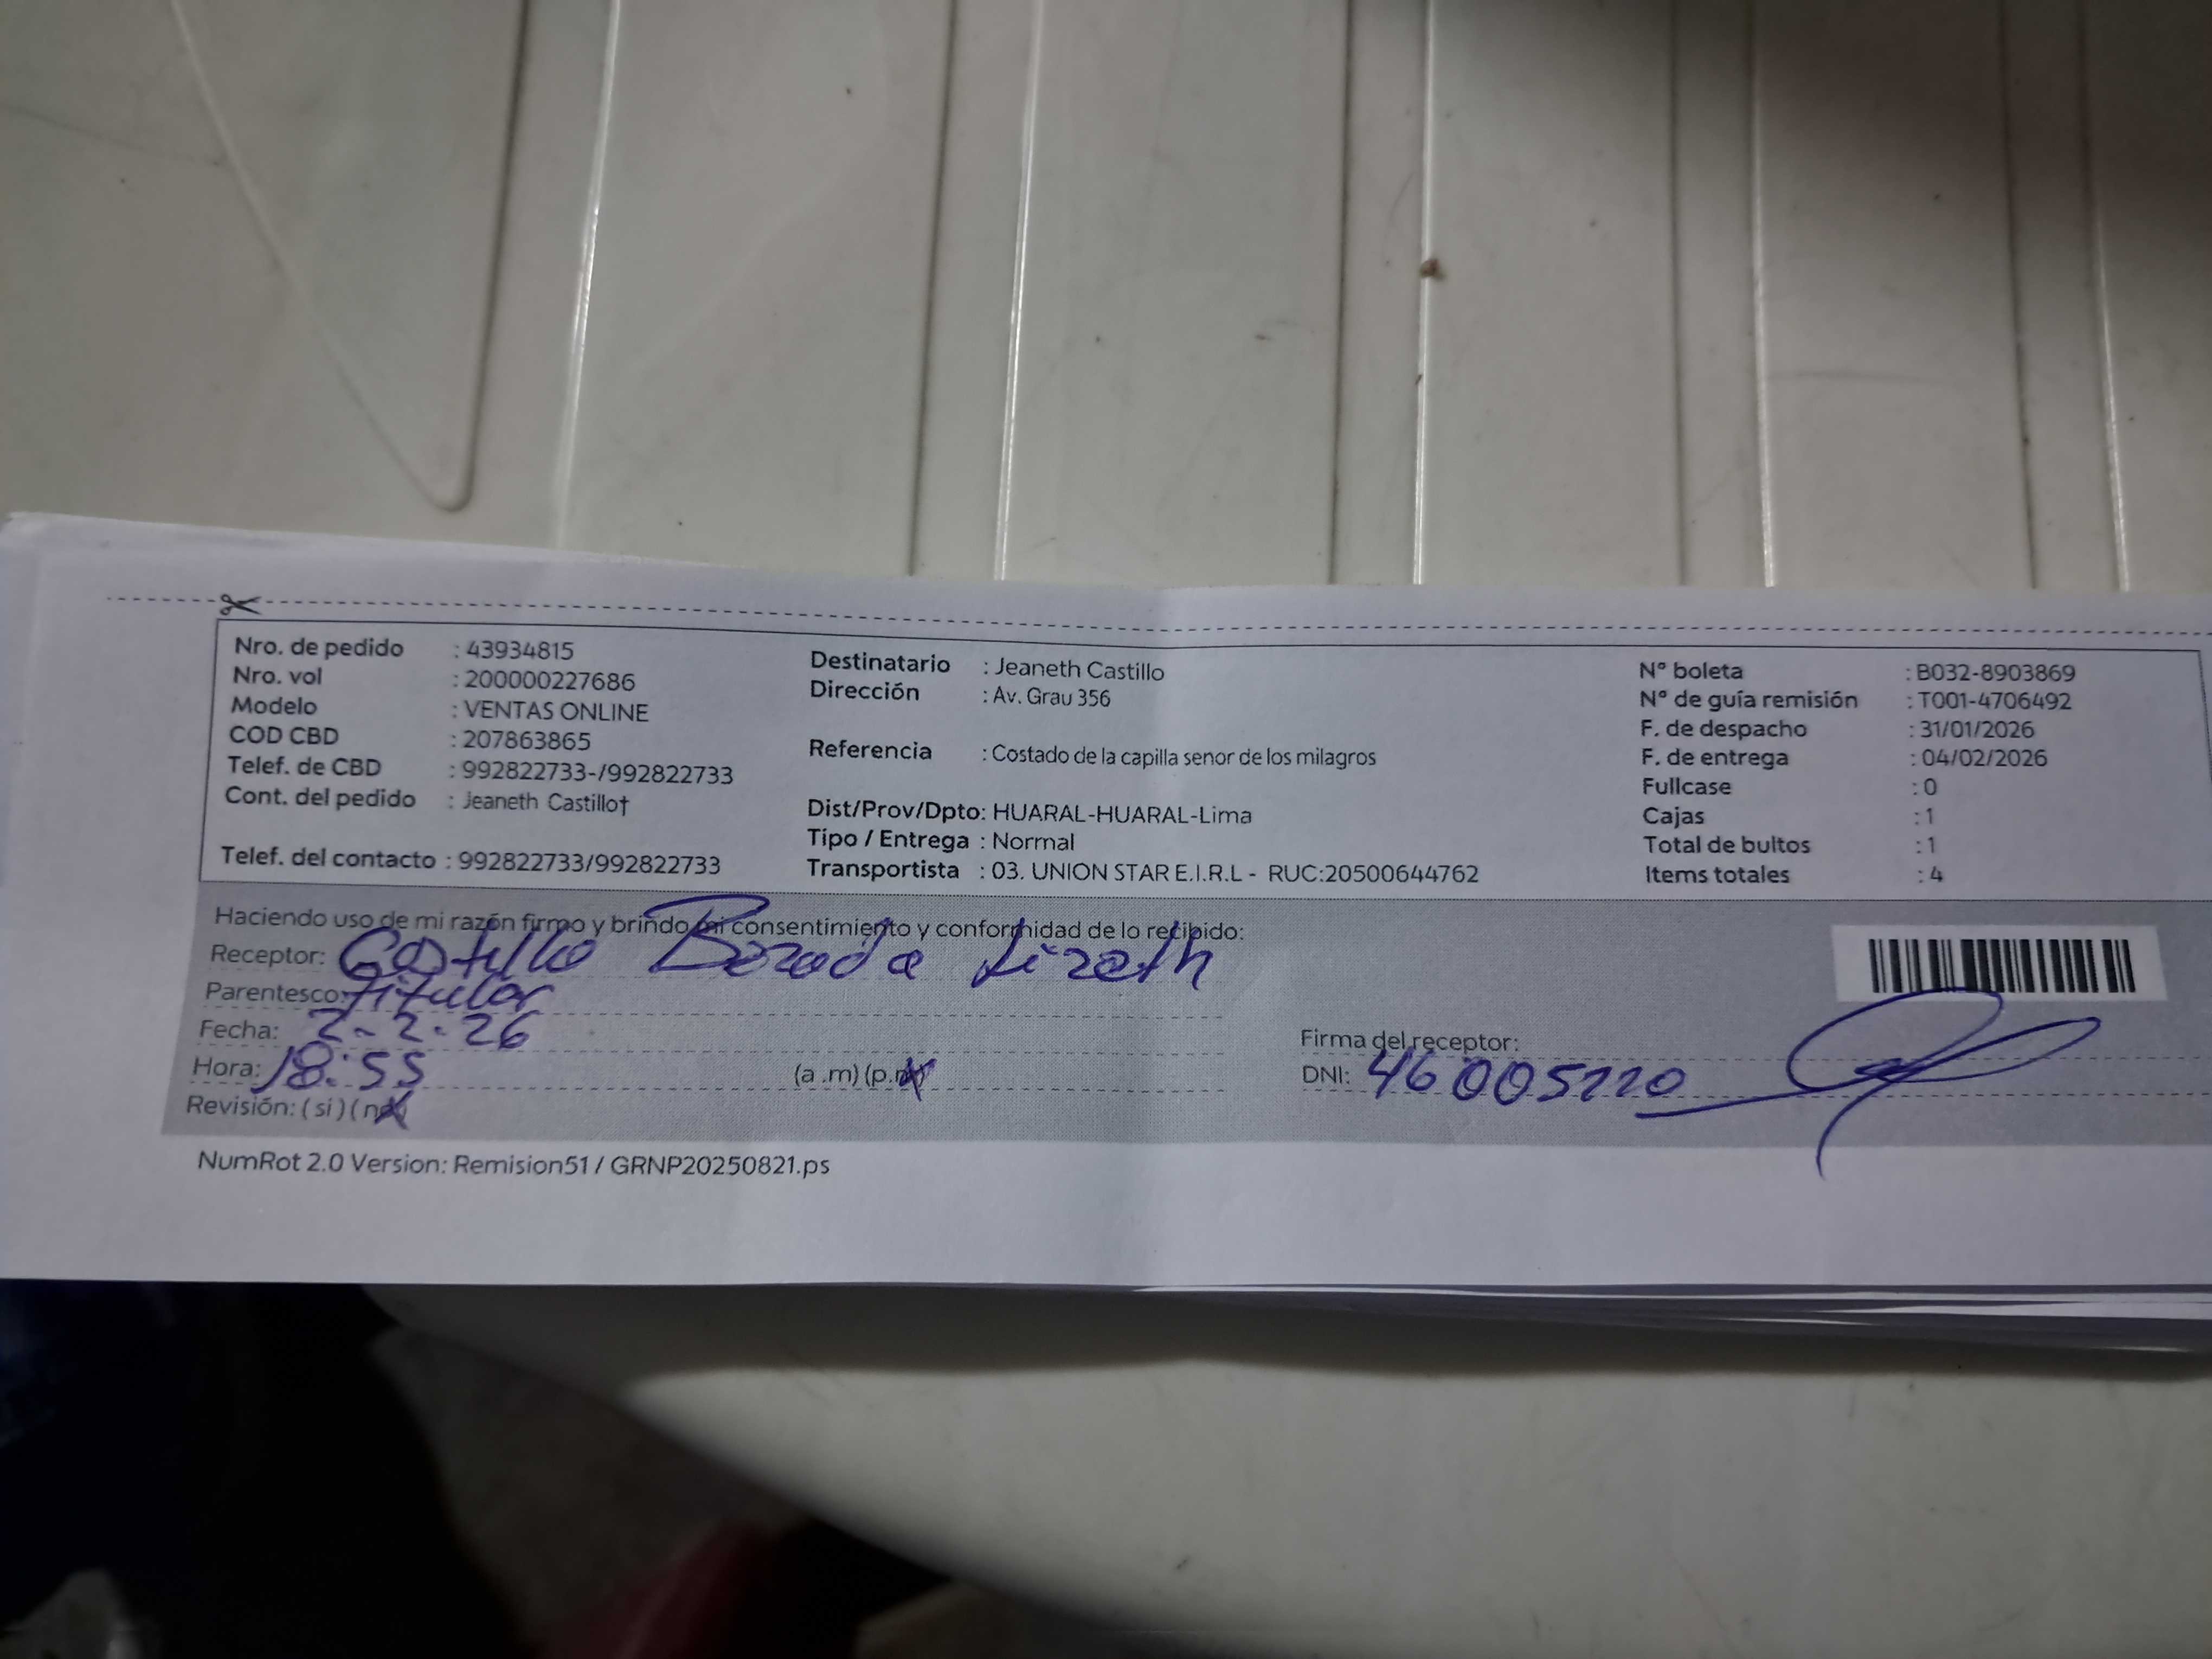 Nro. de pedido : 43934815
Nro. vol : 200000227686
Modelo : VENTAS ONLINE
COD CBD : 207863865
Telef. de CBD : 992822733-/992822733
Cont. del pedido : Jeaneth Castillo†
Telef. del contacto : 992822733/992822733
Destinatario : Jeaneth Castillo
Dirección : Av. Grau 356
Referencia : Costado de la capilla senor de los milagros
Dist/Prov/Dpto: HUARAL-HUARAL-Lima
Tipo / Entrega : Normal
Transportista : 03. UNION STAR E.I.R.L - RUC:20500644762
N° boleta : B032-8903869
N° de guía remisión : T001-4706492
F. de despacho : 31/01/2026
F. de entrega : 04/02/2026
Fullcase : 0
Cajas : 1
Total de bultos : 1
Items totales : 4
Haciendo uso de mi razón firmo y brindo mi consentimiento y conformidad de lo recibido:
Receptor: Castillo Lizeth
Parentesco: titular
Fecha: 2-2-26
Hora: 18:55 (a .m) (p.m)
Revisión: ( si ) ( no)
Firma del receptor:
DNI:
NumRot 2.0 Version: Remision51 / GRNP20250821.ps